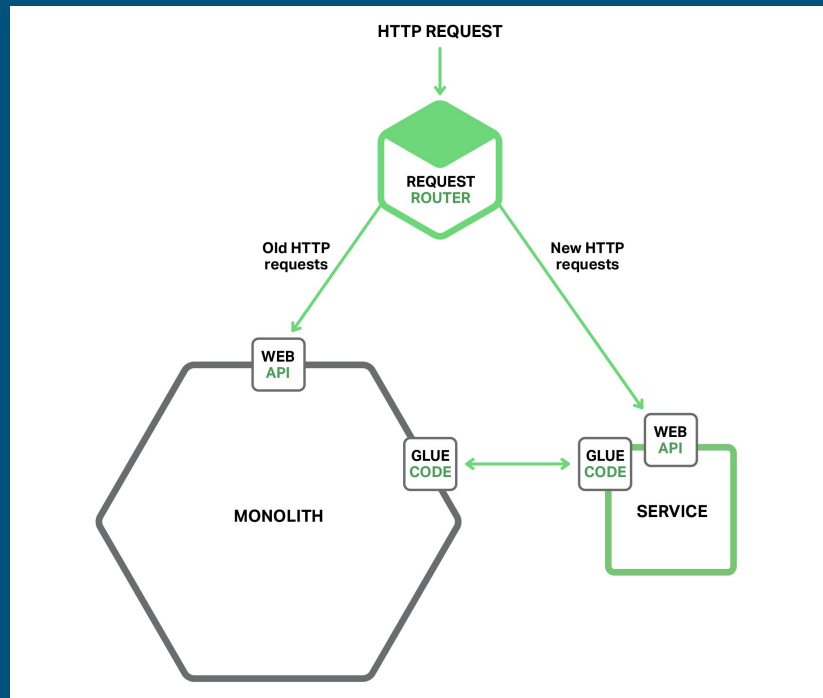 HTTP REQUEST
REQUEST
ROUTER
Old HTTP
requests
New HTTP
requests
WEB
API
WEB
API
GLUE
CODE
GLUE
CODE
MONOLITH
SERVICE